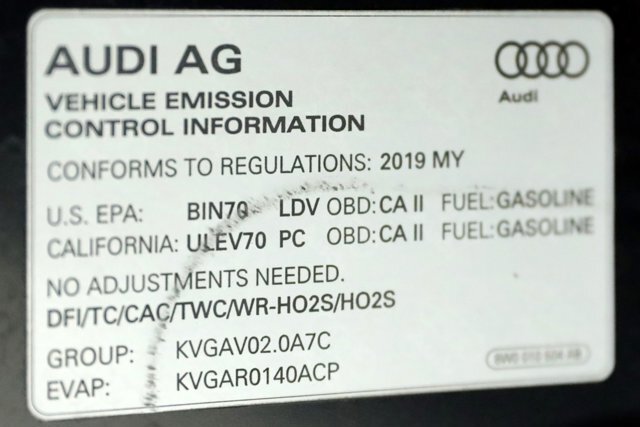 AUDI AG
Audi
VEHICLE EMISSION
CONTROL INFORMATION
CONFORMS TO REGULATIONS: 2019 MY
U.S. EPA: BIN70 LDV OBD: CA II FUEL: GASOLINE
CALIFORNIA: ULEV70 PC OBD: CA II FUEL: GASOLINE
NO ADJUSTMENTS NEEDED.
DFI/TC/CAC/TWC/WR-HO2S/HO2S
GROUP: KVGAV02.0A7C
EVAP: KVGAR0140ACP